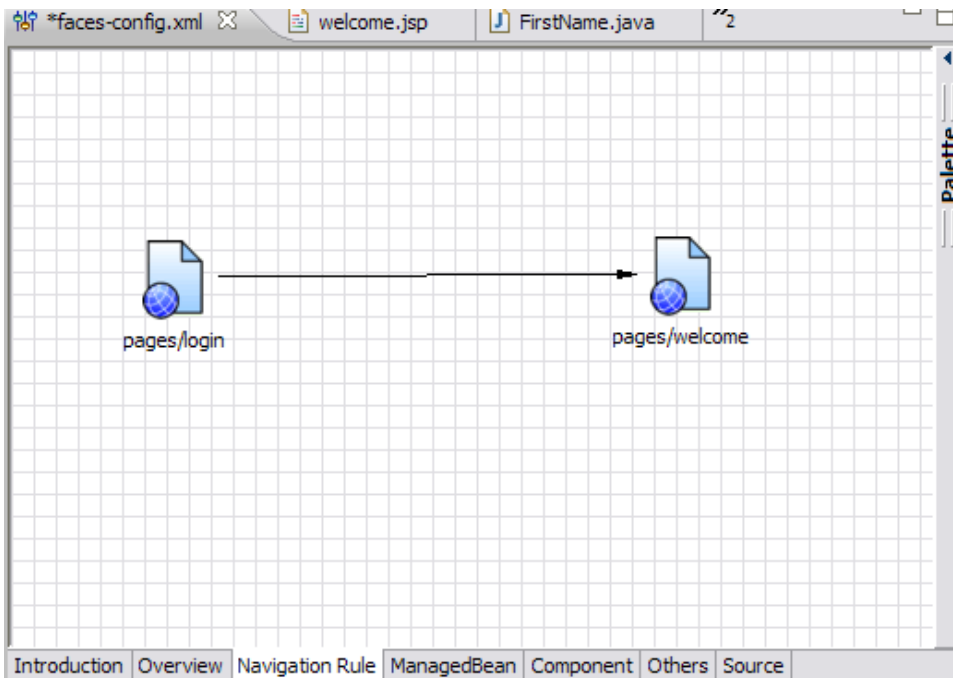 *faces-config.xml welcome.jsp FirstName.java »2
Palette
pages/login pages/welcome
Introduction Overview Navigation Rule ManagedBean Component Others Source